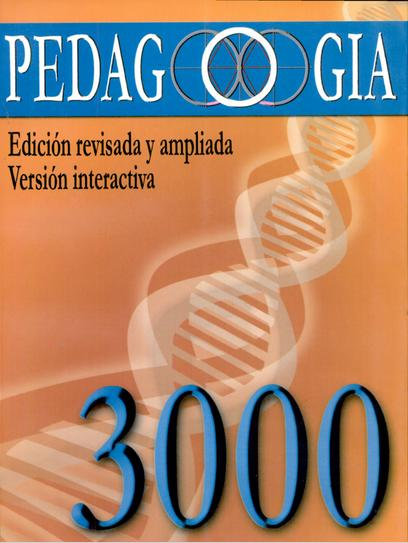 PEDAGOGIA
Edición revisada y ampliada
Versión interactiva
3000